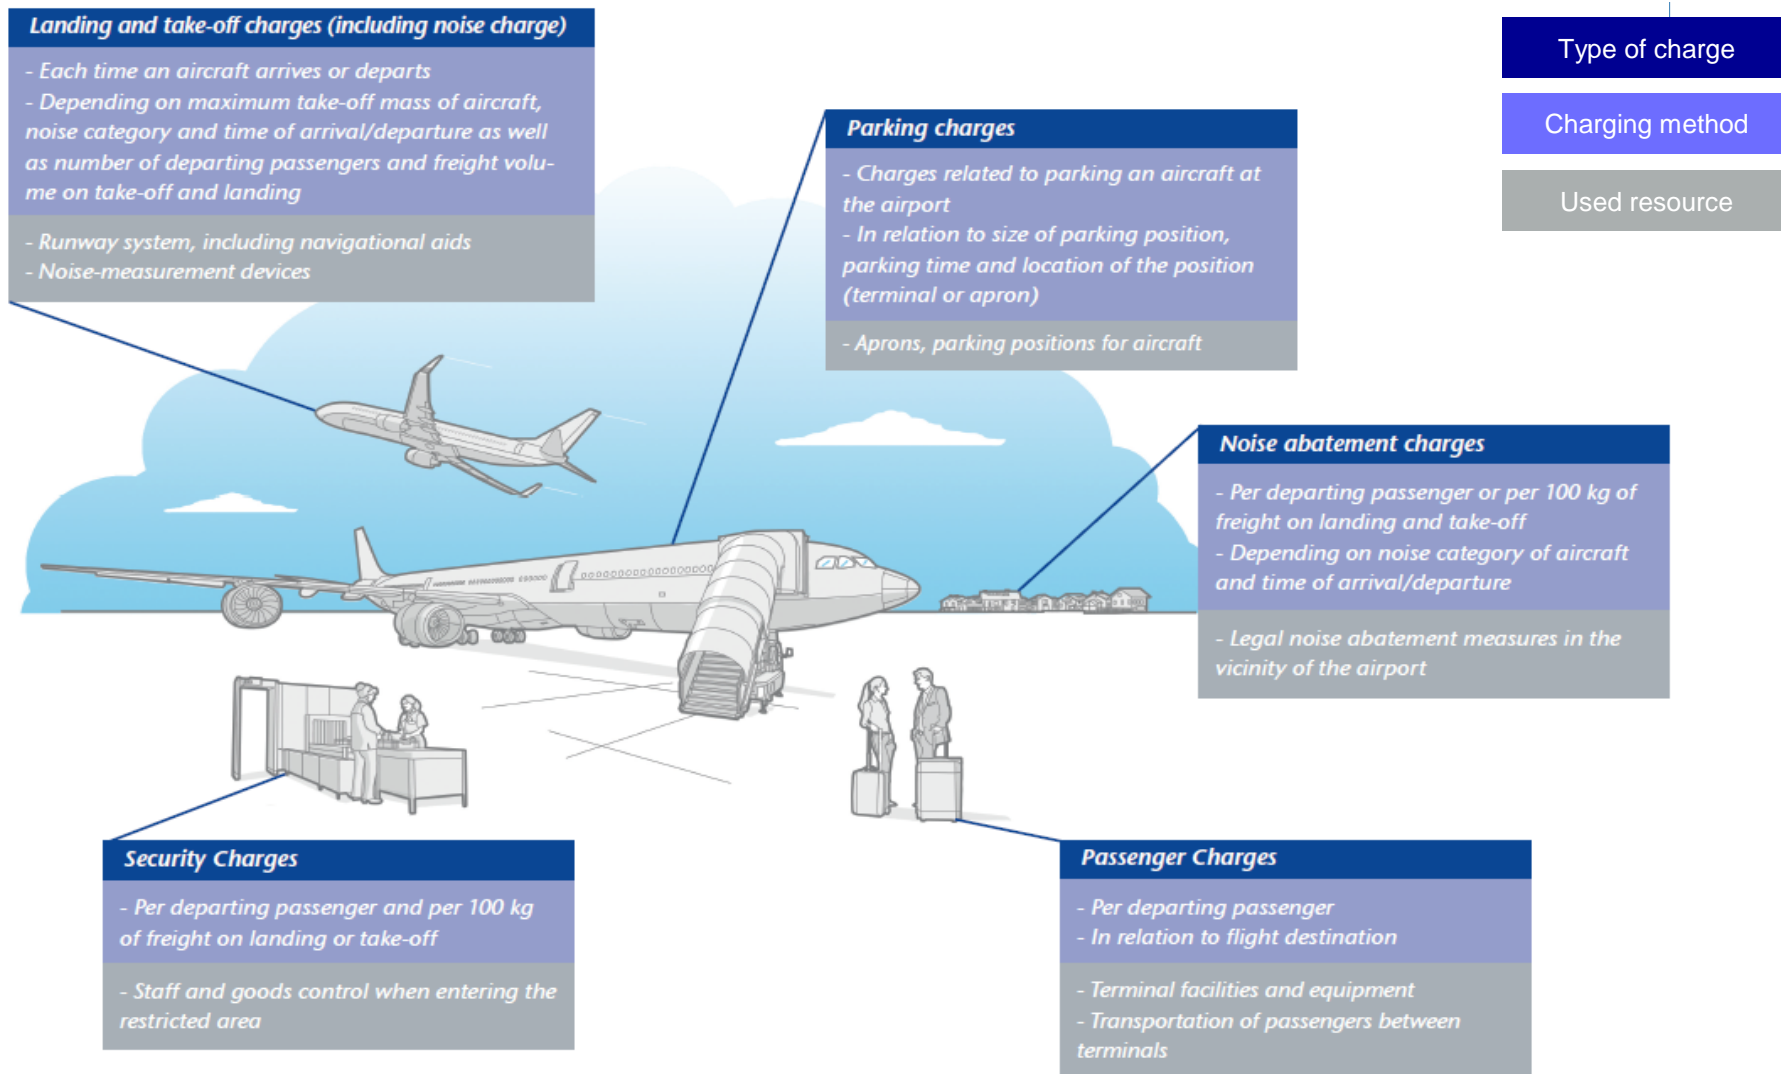 Landing and take-off charges (including noise charge)
- Each time an aircraft arrives or departs
- Depending on maximum take-off mass of aircraft,
noise category and time of arrival/departure as well
as number of departing passengers and freight volu-
me on take-off and landing
- Runway system, including navigational aids
- Noise-measurement devices
Parking charges
- Charges related to parking an aircraft at
the airport
- In relation to size of parking position,
parking time and location of the position
(terminal or apron)
- Aprons, parking positions for aircraft
Type of charge
Charging method
Used resource
Noise abatement charges
- Per departing passenger or per 100 kg of
freight on landing and take-off
- Depending on noise category of aircraft
and time of arrival/departure
- Legal noise abatement measures in the
vicinity of the airport
Security Charges
- Per departing passenger and per 100 kg
of freight on landing or take-off
- Staff and goods control when entering the
restricted area
Passenger Charges
- Per departing passenger
- In relation to flight destination
- Terminal facilities and equipment
- Transportation of passengers between
terminals